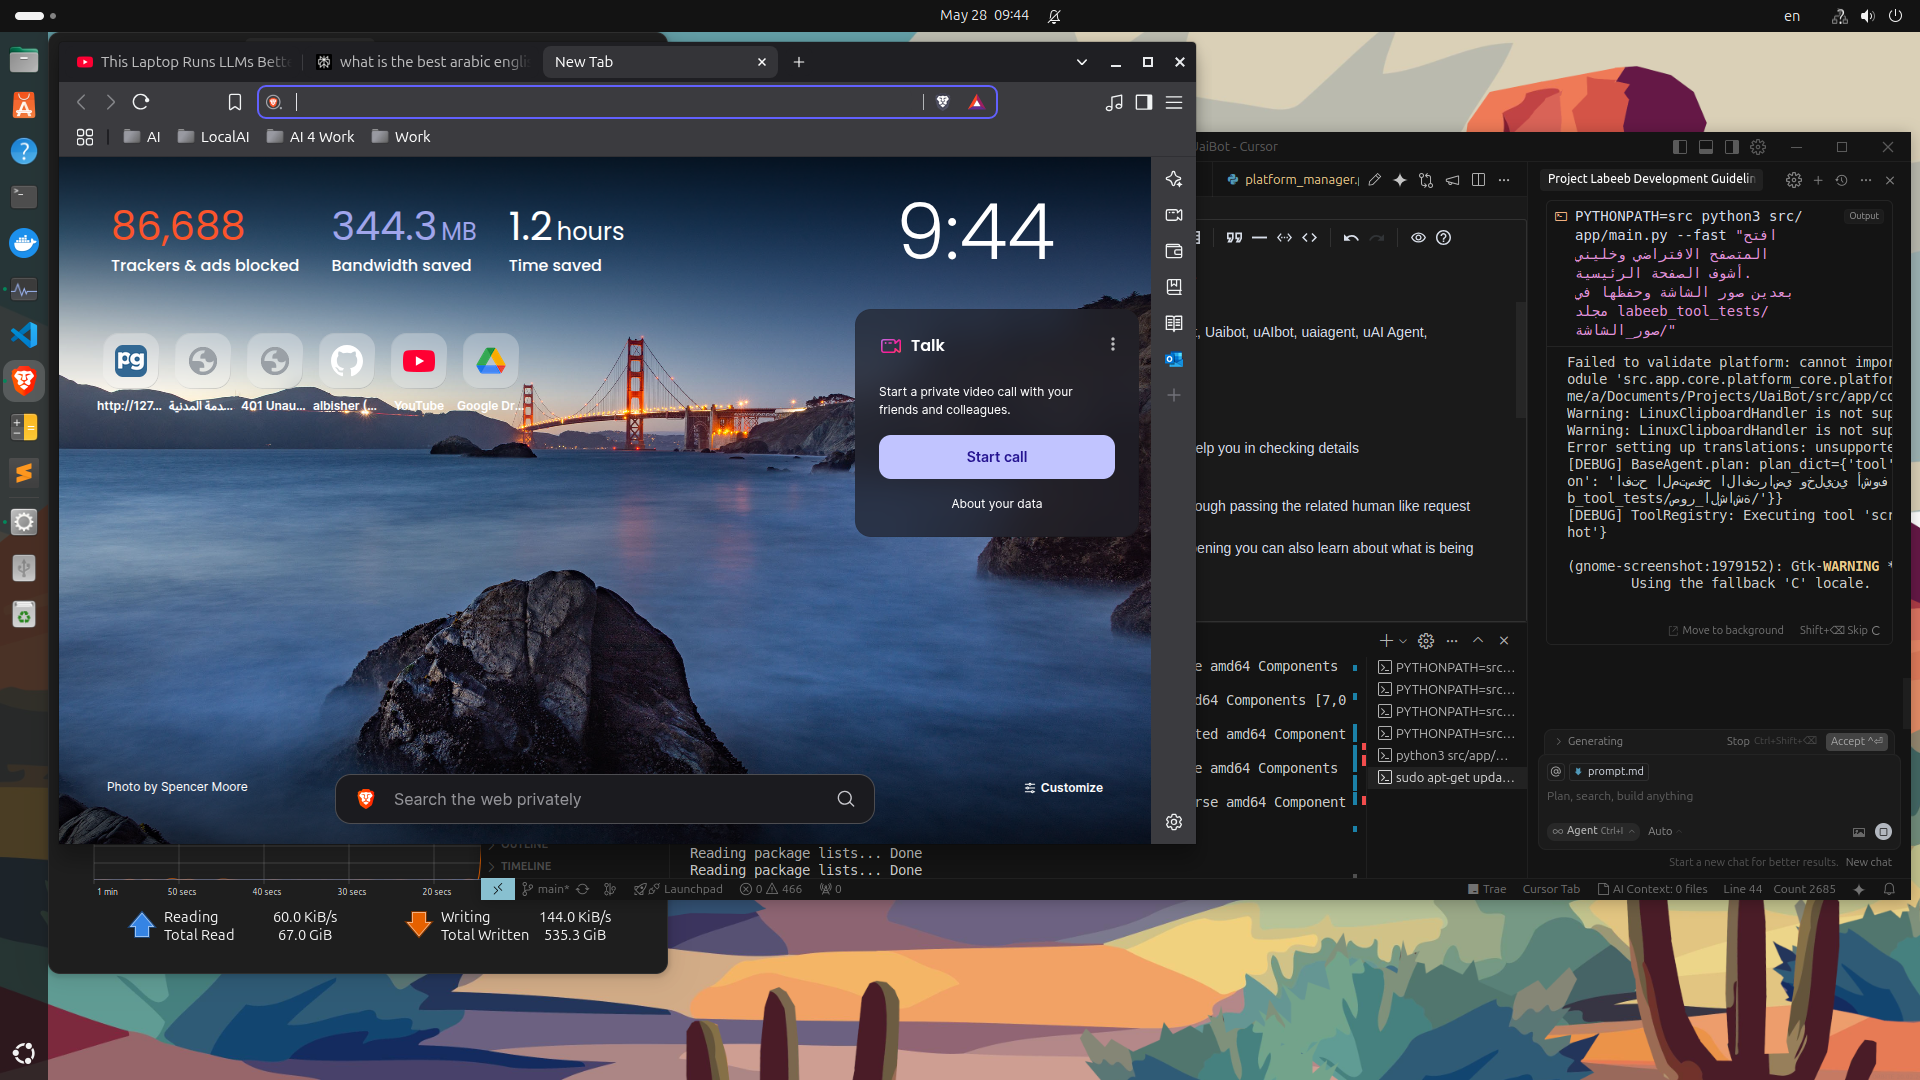 May 28 09:44
en
This Laptop Runs LLMs Bette
what is the best arabic englis
New Tab
AI
LocalAI
AI 4 Work
Work
86,688
Trackers & ads blocked
344.3 MB
Bandwidth saved
1.2 hours
Time saved
9:44
http://127...
دمة المدنية...
401 Unau...
albisher (...
YouTube
Google Dr...
Talk
Start a private video call with your
friends and colleagues.
Start call
About your data
Photo by Spencer Moore
Search the web privately
Customize
UaiBot - Cursor
platform_manager.
, Uaibot, uAIbot, uaiagent, uAI Agent,
elp you in checking details
ough passing the related human like request
ening you can also learn about what is being
Project Labeeb Development Guidelin
PYTHONPATH=src python3 src/
app/main.py --fast "افتح
المتصفح الافتراضي وخليني
أشوف الصفحة الرئيسية.
بعدين صور الشاشة وحفظها في
مجلد labeeb_tool_tests/
صور_الشاشة/"
Output
Failed to validate platform: cannot impor
odule 'src.app.core.platform_core.platfor
me/a/Documents/Projects/UaiBot/src/app/co
Warning: LinuxClipboardHandler is not sup
Warning: LinuxClipboardHandler is not sup
Error setting up translations: unsupporte
[DEBUG] BaseAgent.plan: plan_dict={'tool'
on': 'افتح المتصفح الافتراضي وخليني أشوف
b_tool_tests/صور_الشاشة/'}}
[DEBUG] ToolRegistry: Executing tool 'scr
hot'}
(gnome-screenshot:1979152): Gtk-WARNING *
Using the fallback 'C' locale.
Move to background
Shift+⌫ Skip
Generating
Stop Ctrl+Shift+⌫
Accept ^⏎
@
prompt.md
Plan, search, build anything
Agent Ctrl+I
Auto
Start a new chat for better results. New chat
e amd64 Components
d64 Components [7,0
ted amd64 Component
e amd64 Components
rse amd64 Component
PYTHONPATH=src...
PYTHONPATH=src...
PYTHONPATH=src...
PYTHONPATH=src...
python3 src/app/...
sudo apt-get upda...
OUTLINE
TIMELINE
Reading package lists... Done
Reading package lists... Done
main*
Launchpad
0
466
0
Trae
Cursor Tab
AI Context: 0 files
Line 44
Count 2685
1 min
50 secs
40 secs
30 secs
20 secs
Reading 60.0 KiB/s
Total Read 67.0 GiB
Writing 144.0 KiB/s
Total Written 535.3 GiB